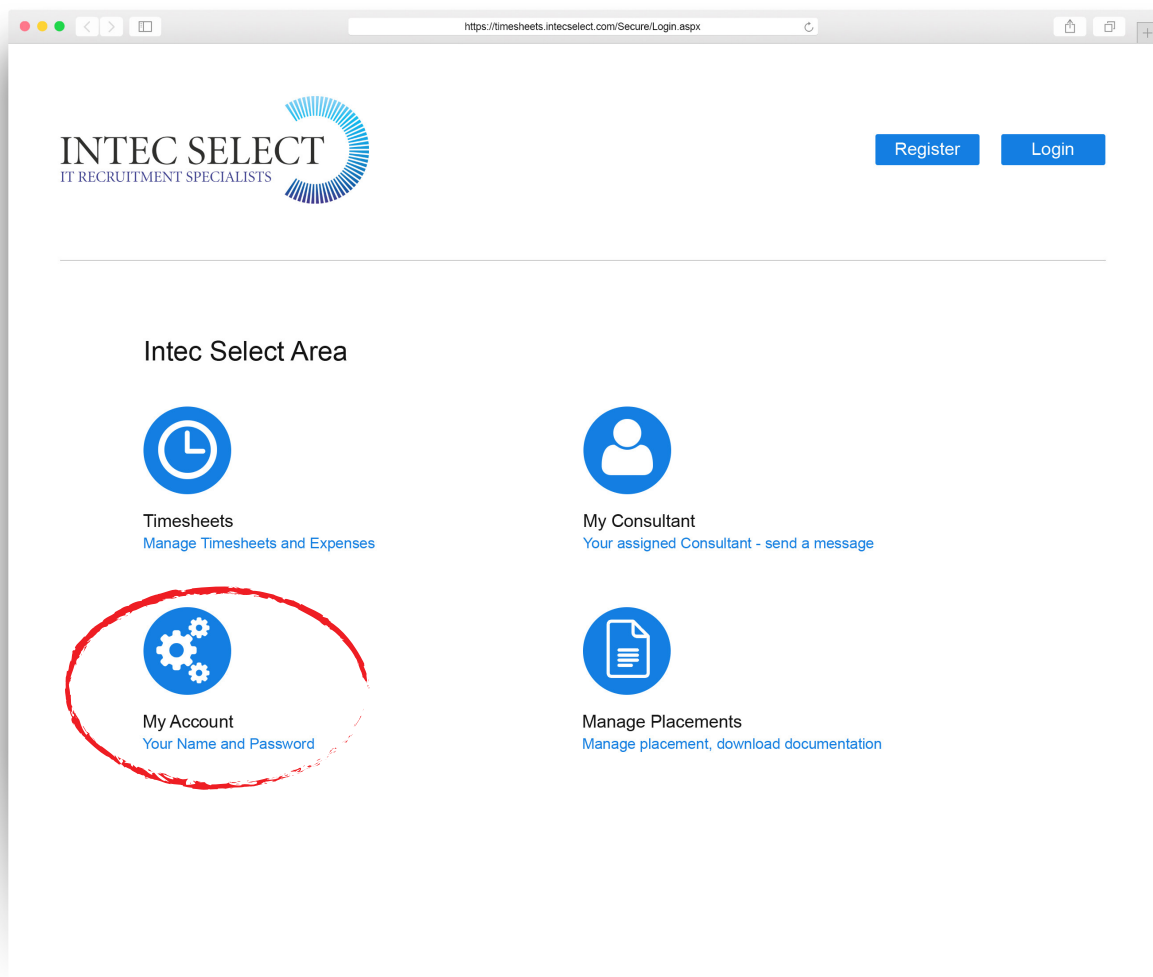 https://timesheets.intecselect.com/Secure/Login.aspx
INTEC SELECT
IT RECRUITMENT SPECIALISTS
Register
Login
Intec Select Area
Timesheets
Manage Timesheets and Expenses
My Consultant
Your assigned Consultant - send a message
My Account
Your Name and Password
Manage Placements
Manage placement, download documentation